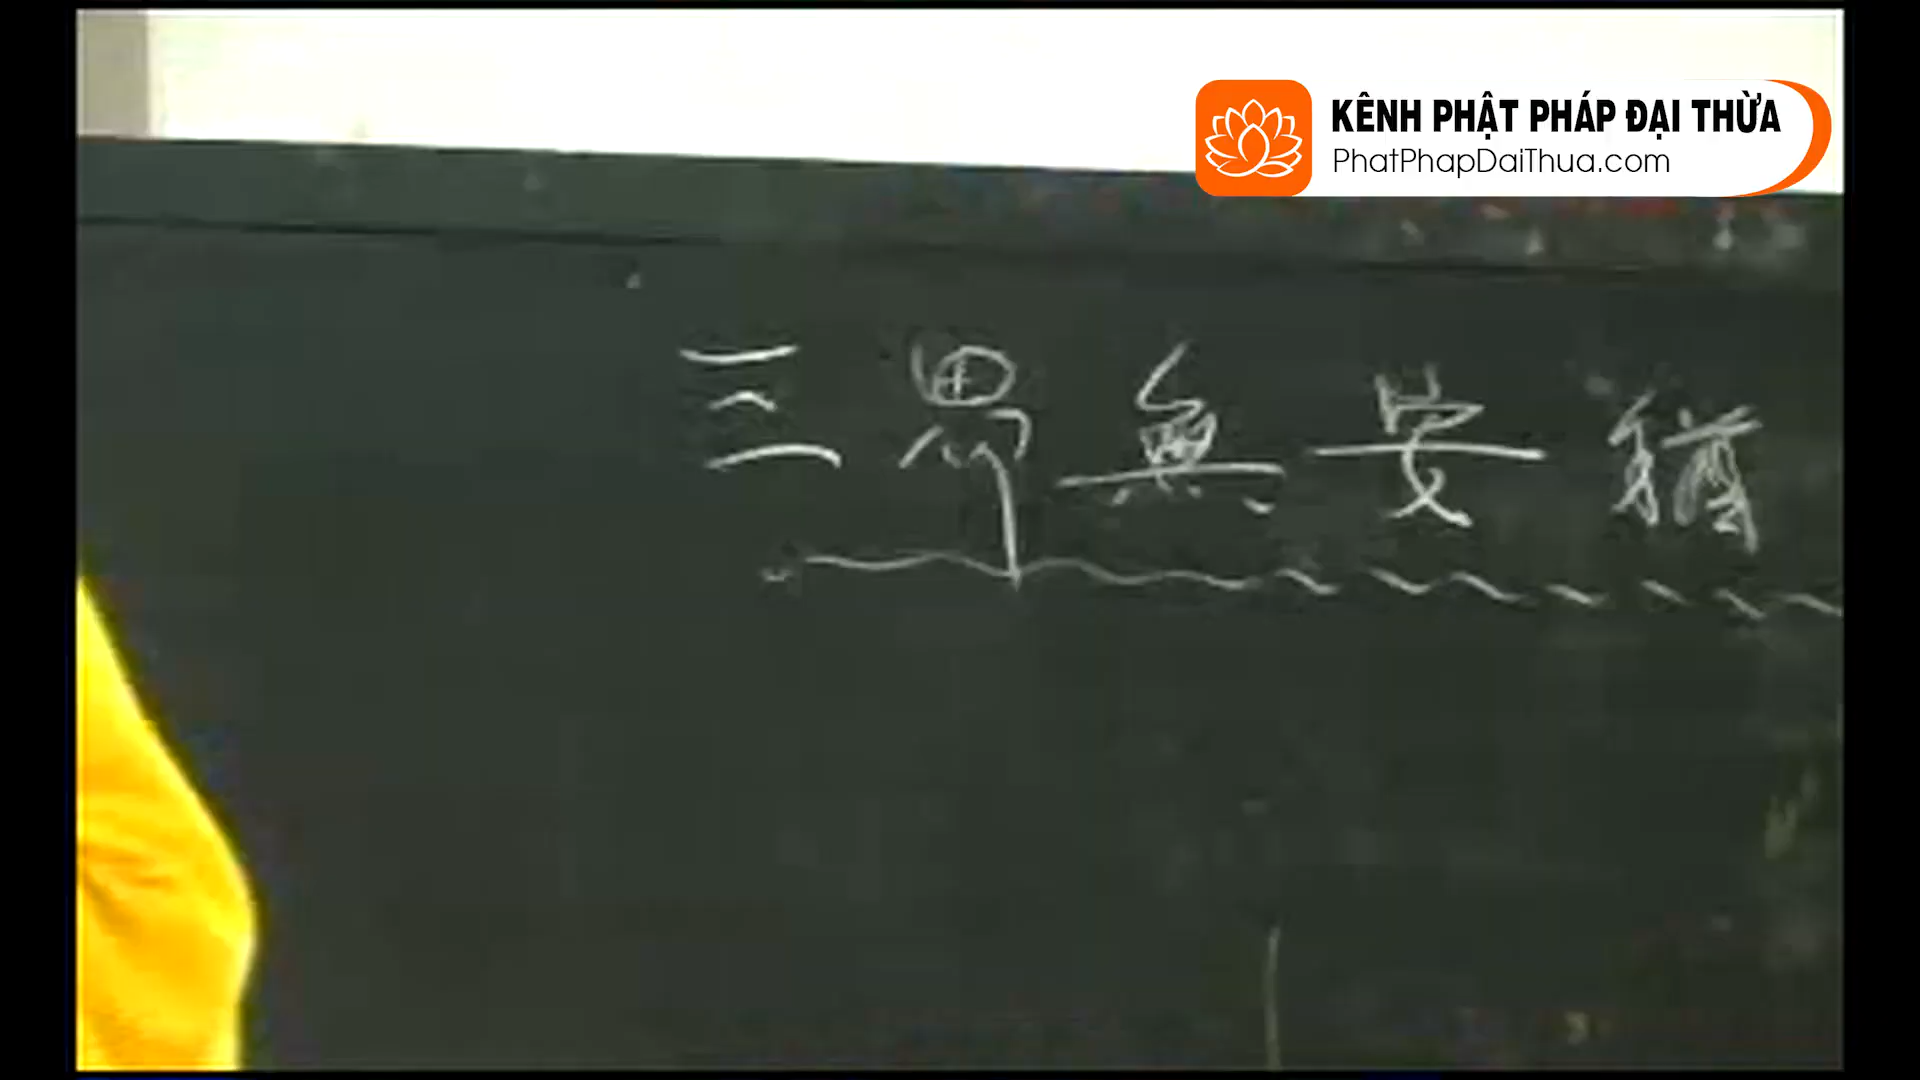 KÊNH PHẬT PHÁP ĐẠI THỪA
PhatPhapDaiThua.com
三界無安猶